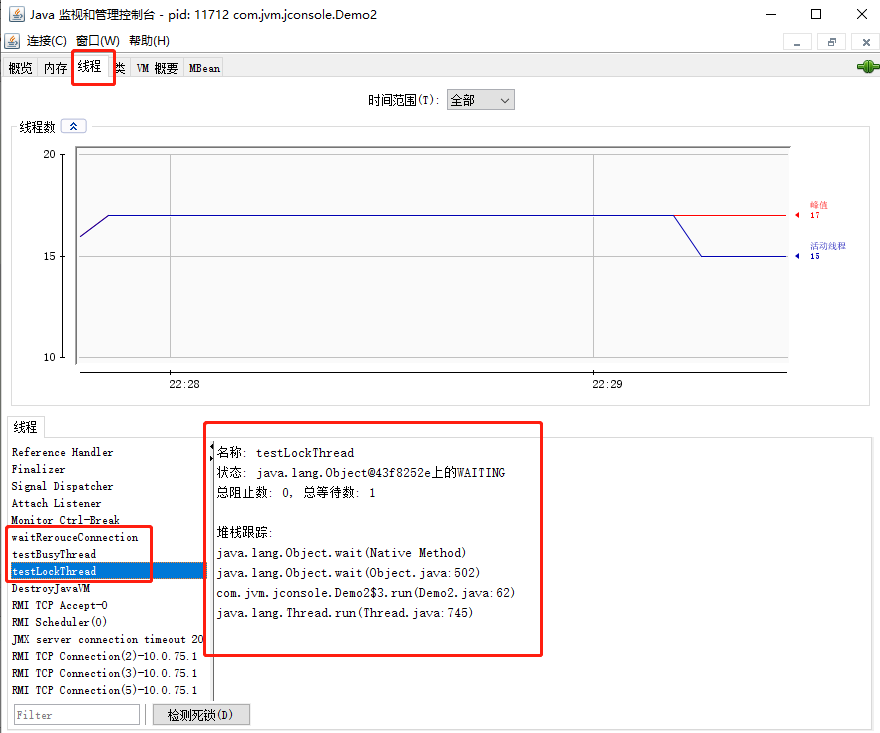 Java 监视和管理控制台 - pid: 11712 com.jvm.jconsole.Demo2
连接(C) 窗口(W) 帮助(H)
概览 内存 线程 类 VM 概要 MBean
时间范围(T): 全部
线程数
20
15
10
峰值
17
活动线程
15
22:28 22:29
线程
Reference Handler
Finalizer
Signal Dispatcher
Attach Listener
Monitor Ctrl-Break
waitRerouceConnection
testBusyThread
testLockThread
DestroyJavaVM
RMI TCP Accept-0
RMI Scheduler(0)
JMX server connection timeout 20
RMI TCP Connection(2)-10.0.75.1
RMI TCP Connection(3)-10.0.75.1
RMI TCP Connection(5)-10.0.75.1
名称: testLockThread
状态: java.lang.Object@43f8252e上的WAITING
总阻止数: 0, 总等待数: 1
堆栈跟踪:
java.lang.Object.wait(Native Method)
java.lang.Object.wait(Object.java:502)
com.jvm.jconsole.Demo2$3.run(Demo2.java:62)
java.lang.Thread.run(Thread.java:745)
Filter 检测死锁(D)